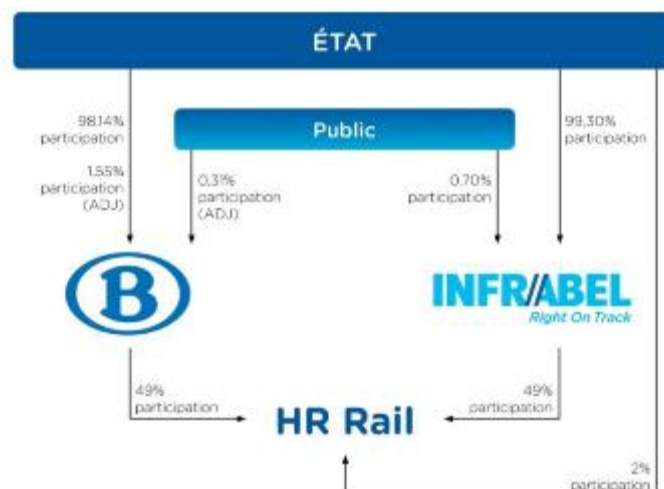 ÉTAT
98.14%
participation
1.55%
participation
(ADJ)
Public
99,30%
participation
0,31%
participation
(ADJ)
0.70%
participation
B
INFRABEL
Right On Track
49%
participation
49%
participation
HR Rail
2%
participation